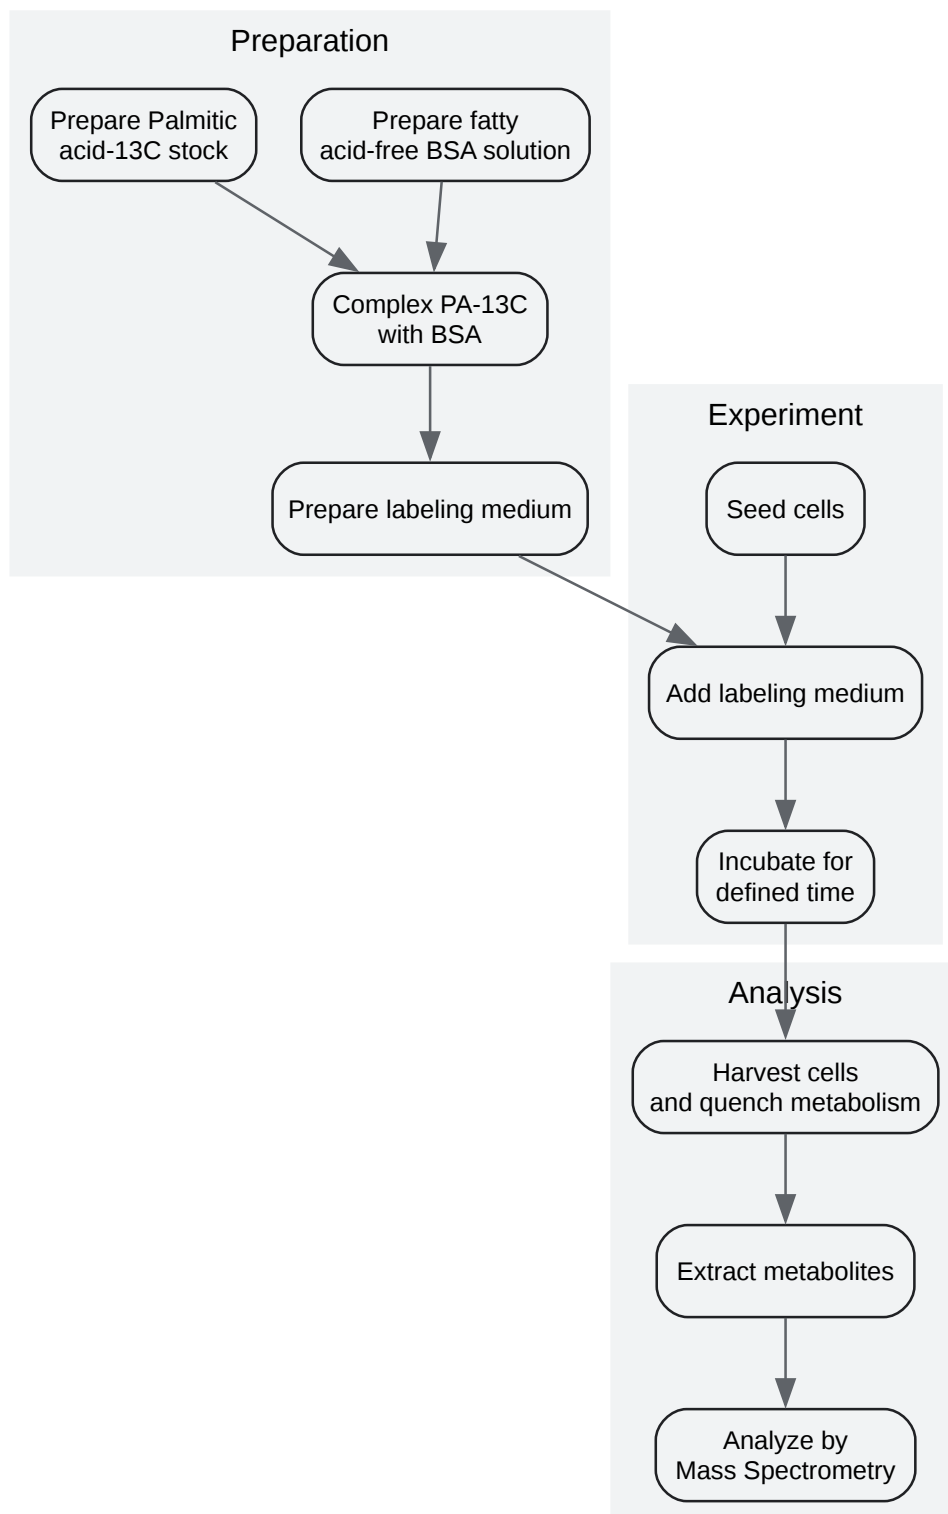 Preparation
Prepare Palmitic
acid-13C stock
Prepare fatty
acid-free BSA solution
Complex PA-13C
with BSA
Prepare labeling medium
Experiment
Seed cells
Add labeling medium
Incubate for
defined time
Analysis
Harvest cells
and quench metabolism
Extract metabolites
Analyze by
Mass Spectrometry